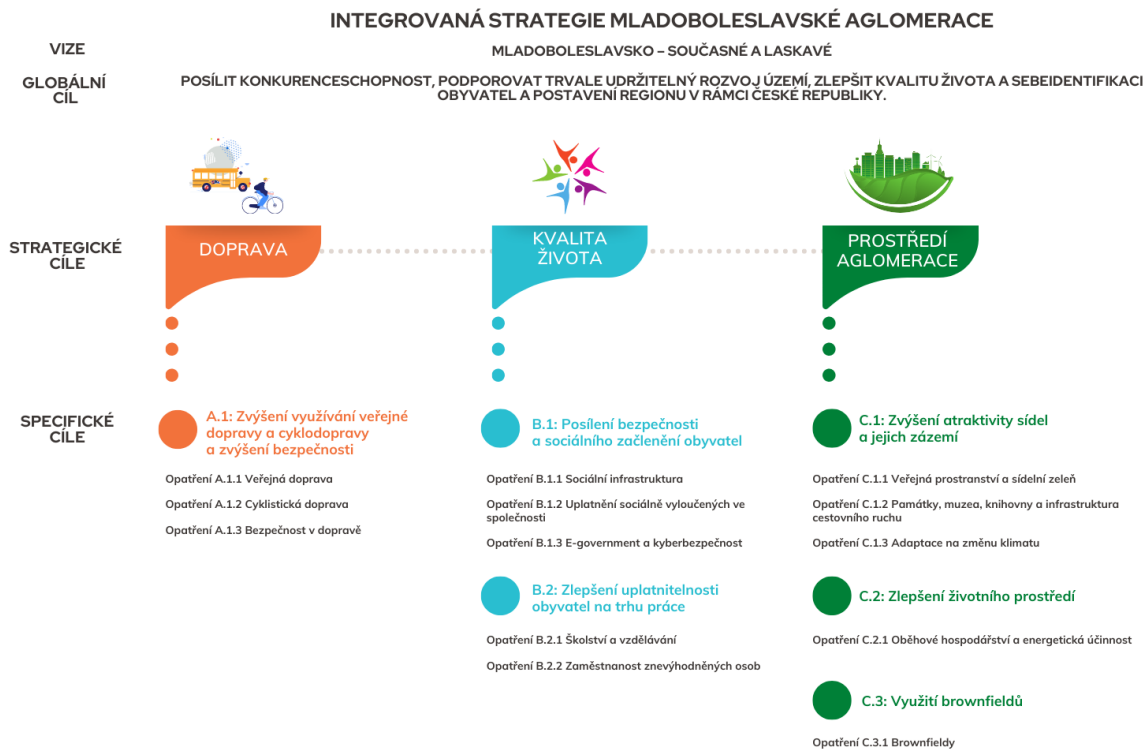 INTEGROVANÁ STRATEGIE MLADOBOLESLAVSKÉ AGLOMERACE
VIZE
MLADOBOLESLAVSKO – SOUČASNÉ A LASKAVÉ
GLOBÁLNÍ
CÍL
POSÍLIT KONKURENCESCHOPNOST, PODPOROVAT TRVALE UDRŽITELNÝ ROZVOJ ÚZEMÍ, ZLEPŠIT KVALITU ŽIVOTA A SEBEIDENTIFIKACI
OBYVATEL A POSTAVENÍ REGIONU V RÁMCI ČESKÉ REPUBLIKY.
STRATEGICKÉ
CÍLE
DOPRAVA
KVALITA
ŽIVOTA
PROSTŘEDÍ
AGLOMERACE
SPECIFICKÉ
CÍLE
A.1: Zvýšení využívání veřejné
dopravy a cyklodopravy
a zvýšení bezpečnosti
Opatření A.1.1 Veřejná doprava
Opatření A.1.2 Cyklistická doprava
Opatření A.1.3 Bezpečnost v dopravě
B.1: Posílení bezpečnosti
a sociálního začlenění obyvatel
Opatření B.1.1 Sociální infrastruktura
Opatření B.1.2 Uplatnění sociálně vyloučených ve
společnosti
Opatření B.1.3 E-government a kyberbezpečnost
B.2: Zlepšení uplatnitelnosti
obyvatel na trhu práce
Opatření B.2.1 Školství a vzdělávání
Opatření B.2.2 Zaměstnanost znevýhodněných osob
C.1: Zvýšení atraktivity sídel
a jejich zázemí
Opatření C.1.1 Veřejná prostranství a sídelní zeleň
Opatření C.1.2 Památky, muzea, knihovny a infrastruktura
cestovního ruchu
Opatření C.1.3 Adaptace na změnu klimatu
C.2: Zlepšení životního prostředí
Opatření C.2.1 Oběhové hospodářství a energetická účinnost
C.3: Využití brownfieldů
Opatření C.3.1 Brownfieldy